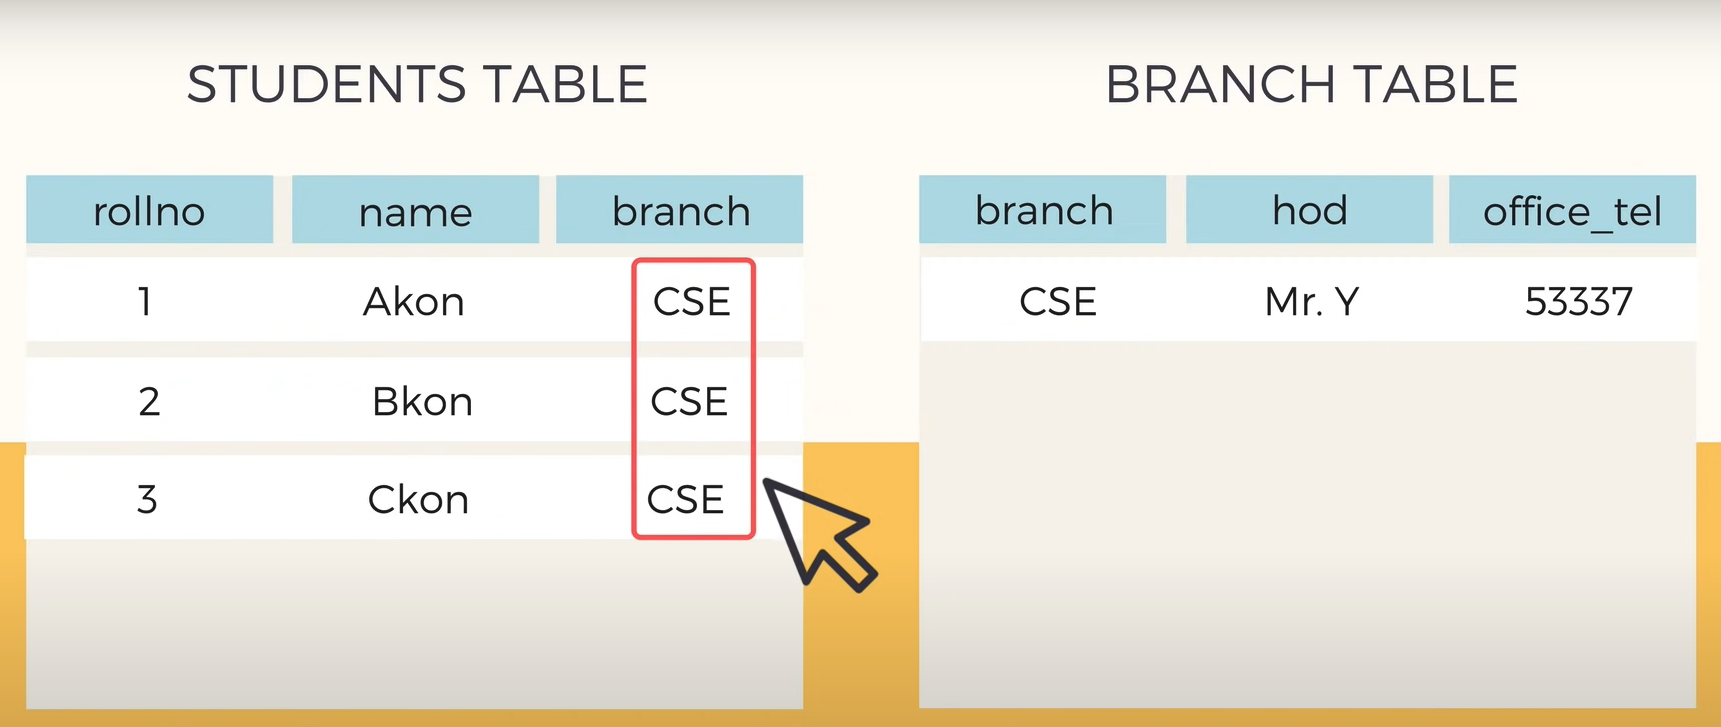 STUDENTS TABLE
rollno name branch
1 Akon CSE
2 Bkon CSE
3 Ckon CSE
BRANCH TABLE
branch hod office_tel
CSE Mr. Y 53337